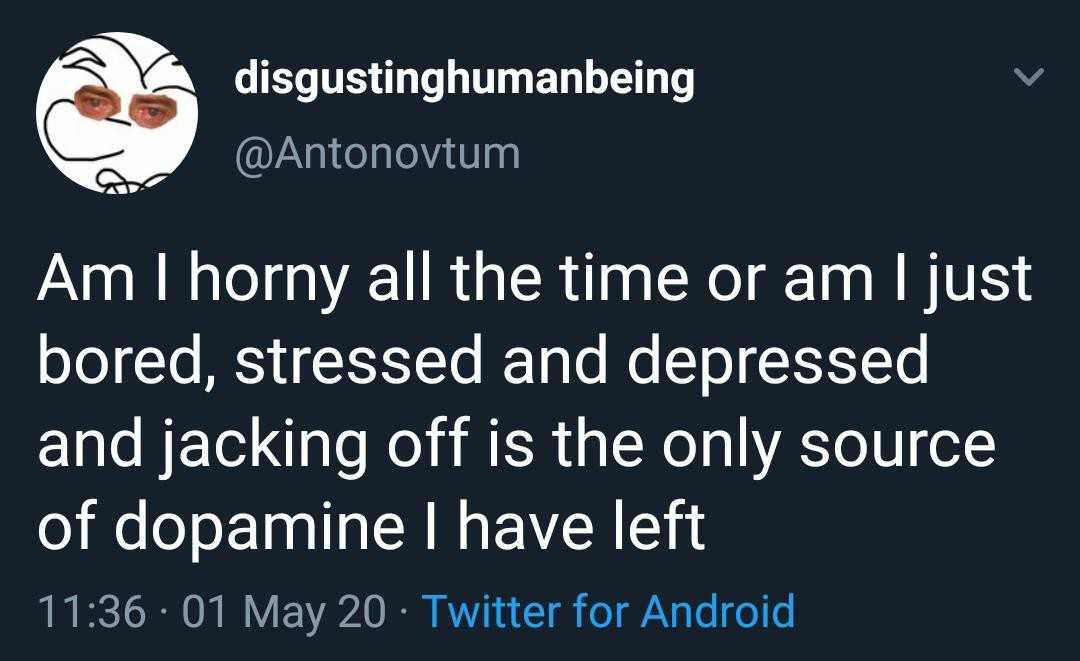 disgustinghumanbeing
@Antonovtum
Am I horny all the time or am I just
bored, stressed and depressed
and jacking off is the only source
of dopamine I have left
11:36 · 01 May 20 · Twitter for Android